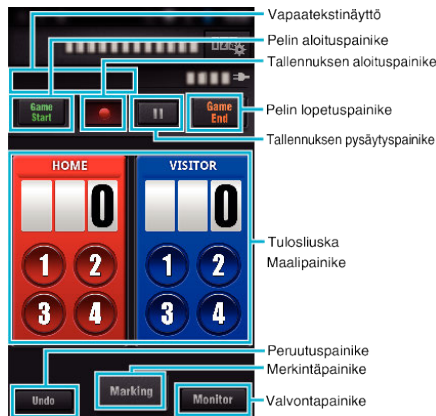 Vapaatekstinäyttö
Pelin aloituspainike
Tallennuksen aloituspainike
Game
Start
Game
End
Pelin lopetuspainike
Tallennuksen pysäytyspainike
HOME
VISITOR
0
0
1 2
1 2
3 4
3 4
Tulosliuska
Maalipainike
Peruutuspainike
Merkintäpainike
Valvontapainike
Undo
Marking
Monitor